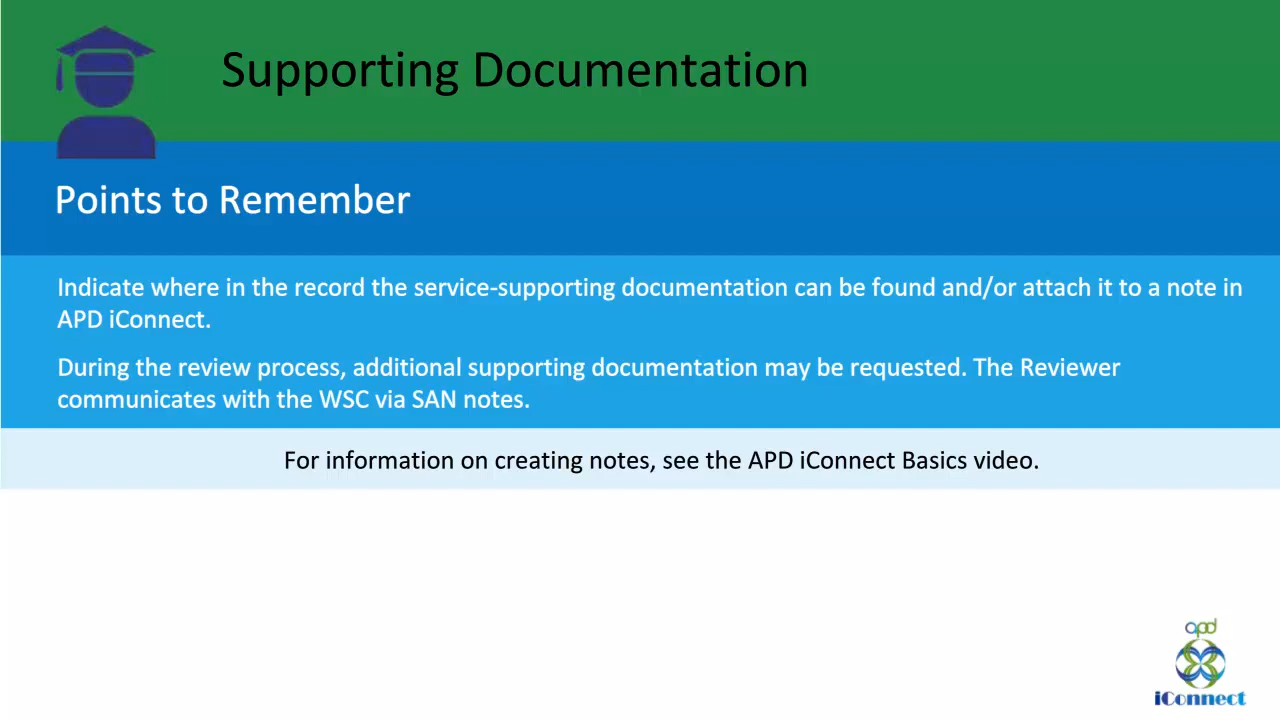 Supporting Documentation
Points to Remember
Indicate where in the record the service-supporting documentation can be found and/or attach it to a note in
APD iConnect.
During the review process, additional supporting documentation may be requested. The Reviewer
communicates with the WSC via SAN notes.
For information on creating notes, see the APD iConnect Basics video.
apd
iConnect